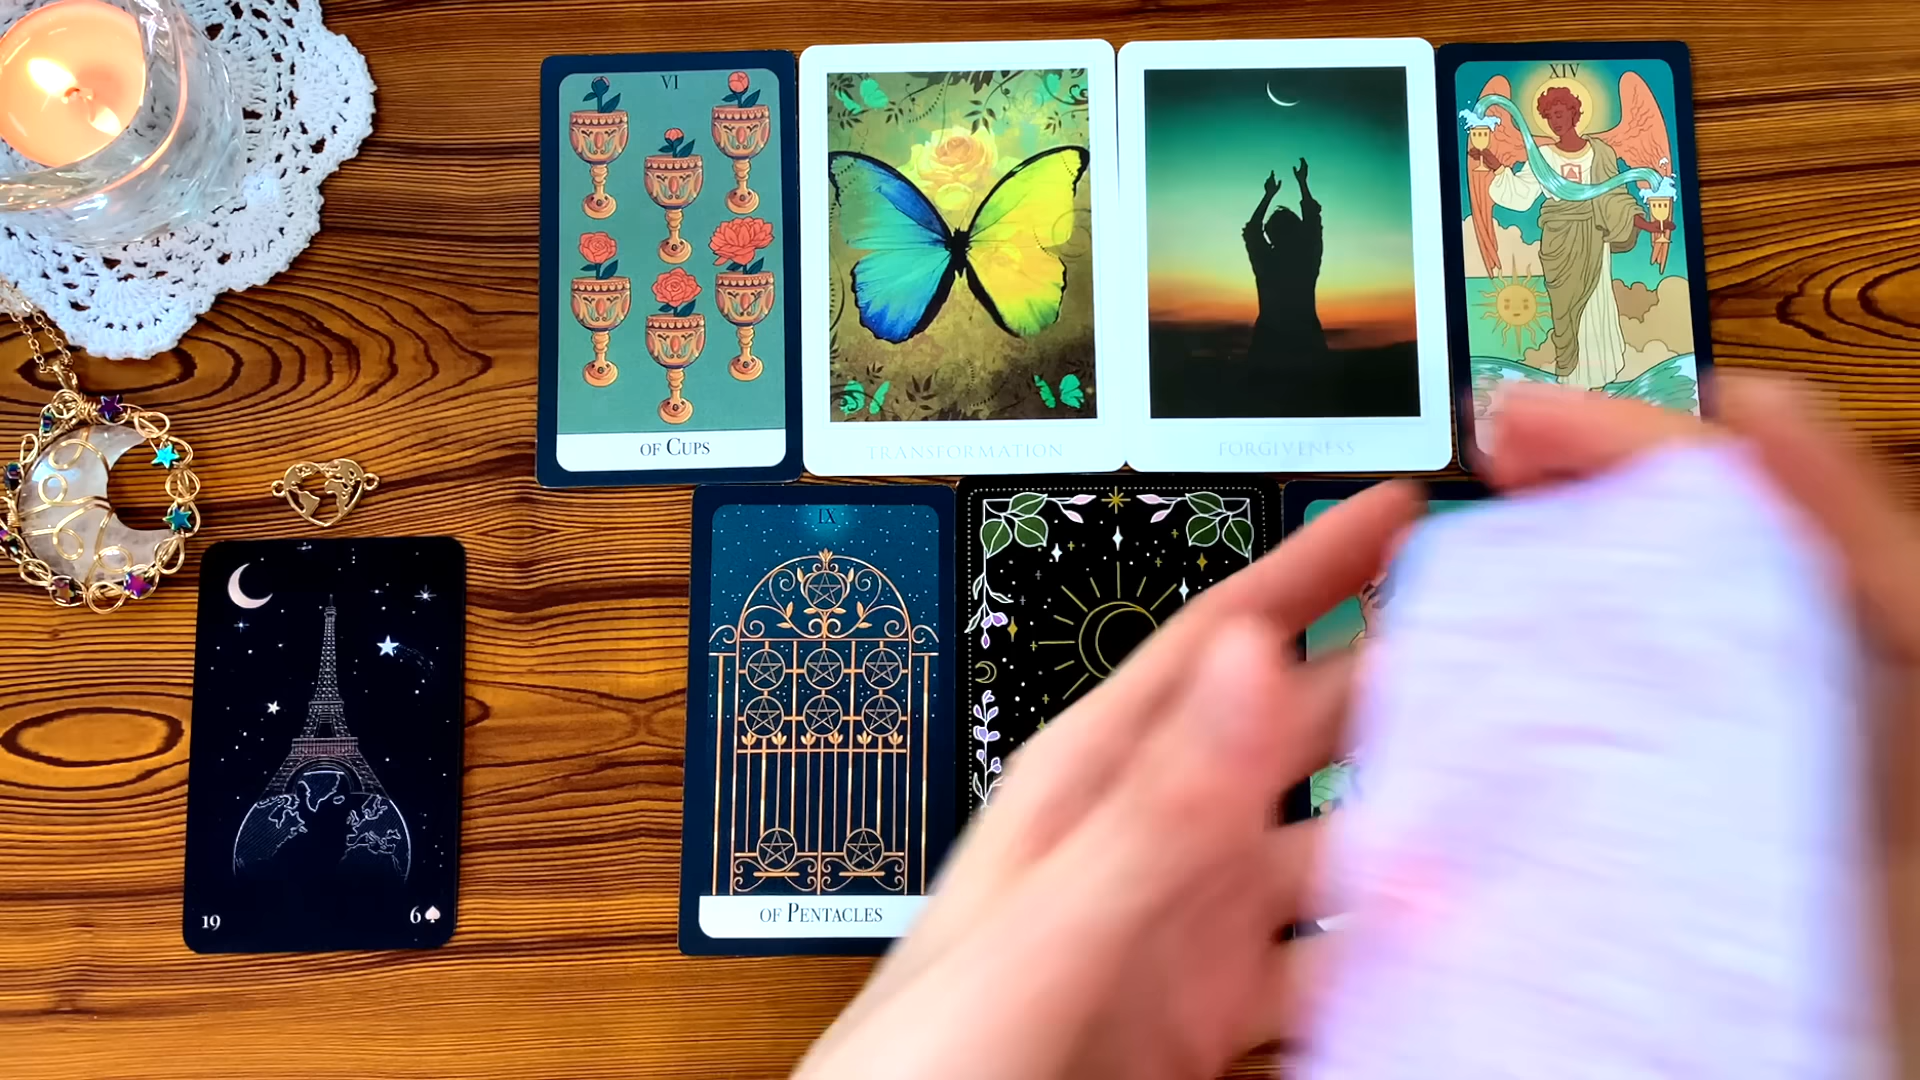 VI
OF CUPS
TRANSFORMATION
FORGIVENESS
XIV
IX
OF PENTACLES
19
6♠